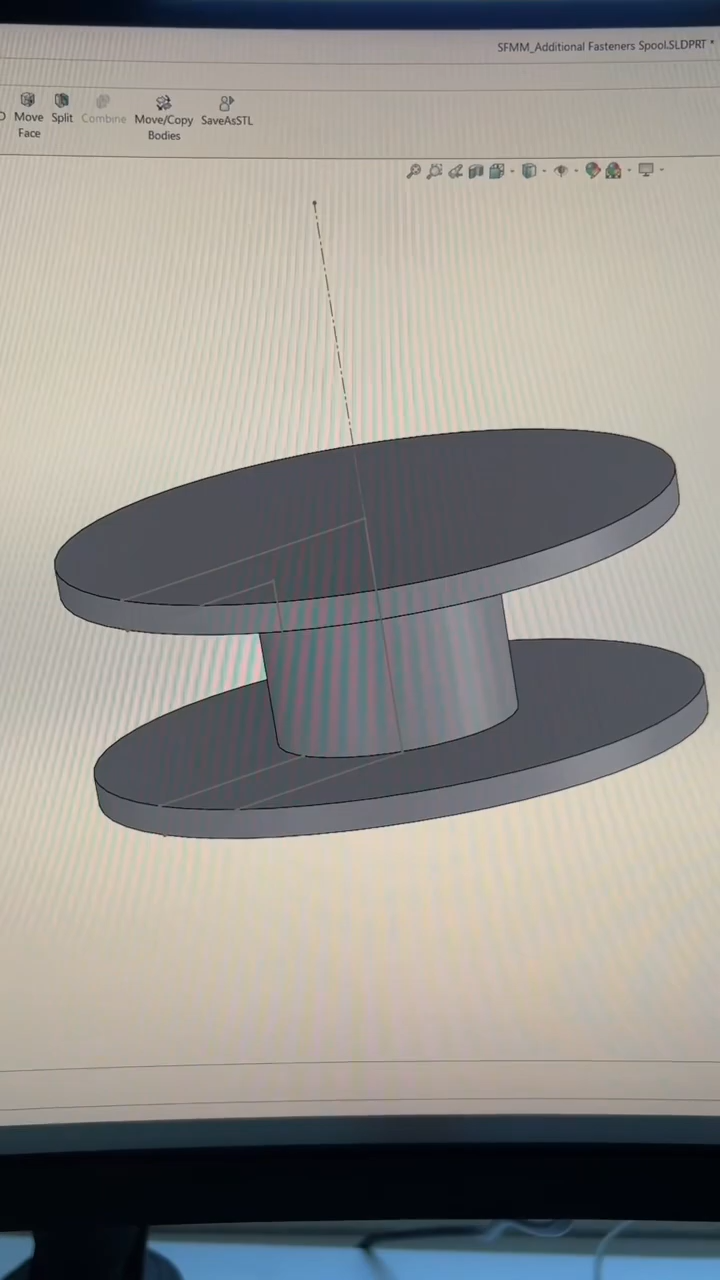 SFMM_Additional Fasteners Spool.SLDPRT *
Move Face
Split
Combine
Move/Copy Bodies
SaveAsSTL